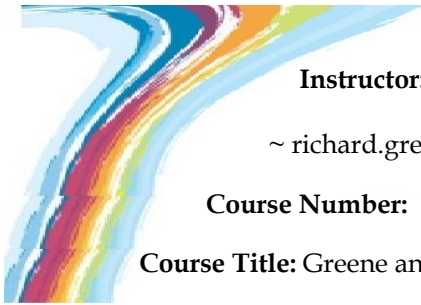 Instructor:
~ richard.gre
Course Number:
Course Title: Greene an